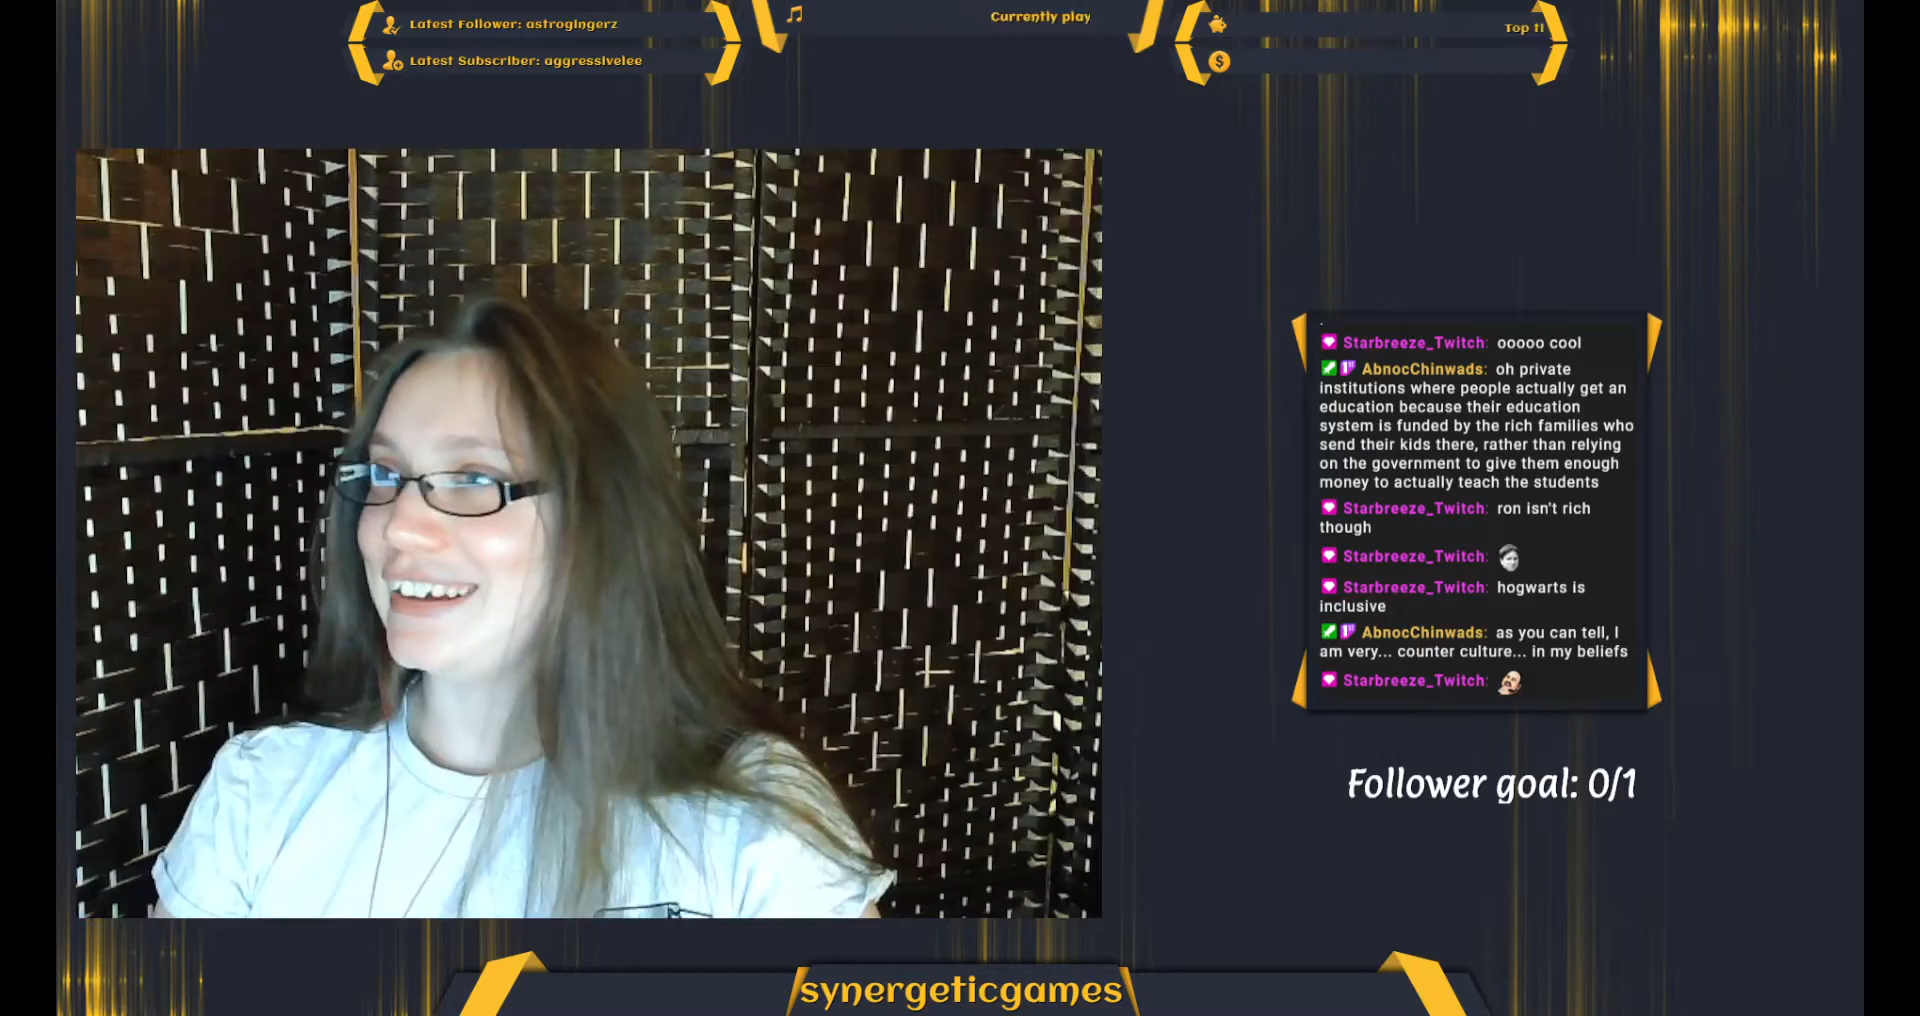 Latest Follower: astrogingerz
Latest Subscriber: aggressivelee
Currently play
Top ti
$
Starbreeze_Twitch: ooooo cool
AbnocChinwads: oh private
institutions where people actually get an
education because their education
system is funded by the rich families who
send their kids there, rather than relying
on the government to give them enough
money to actually teach the students
Starbreeze_Twitch: ron isn't rich
though
Starbreeze_Twitch:
Starbreeze_Twitch: hogwarts is
inclusive
AbnocChinwads: as you can tell, I
am very... counter culture... in my beliefs
Starbreeze_Twitch:
Follower goal: 0/1
synergeticgames